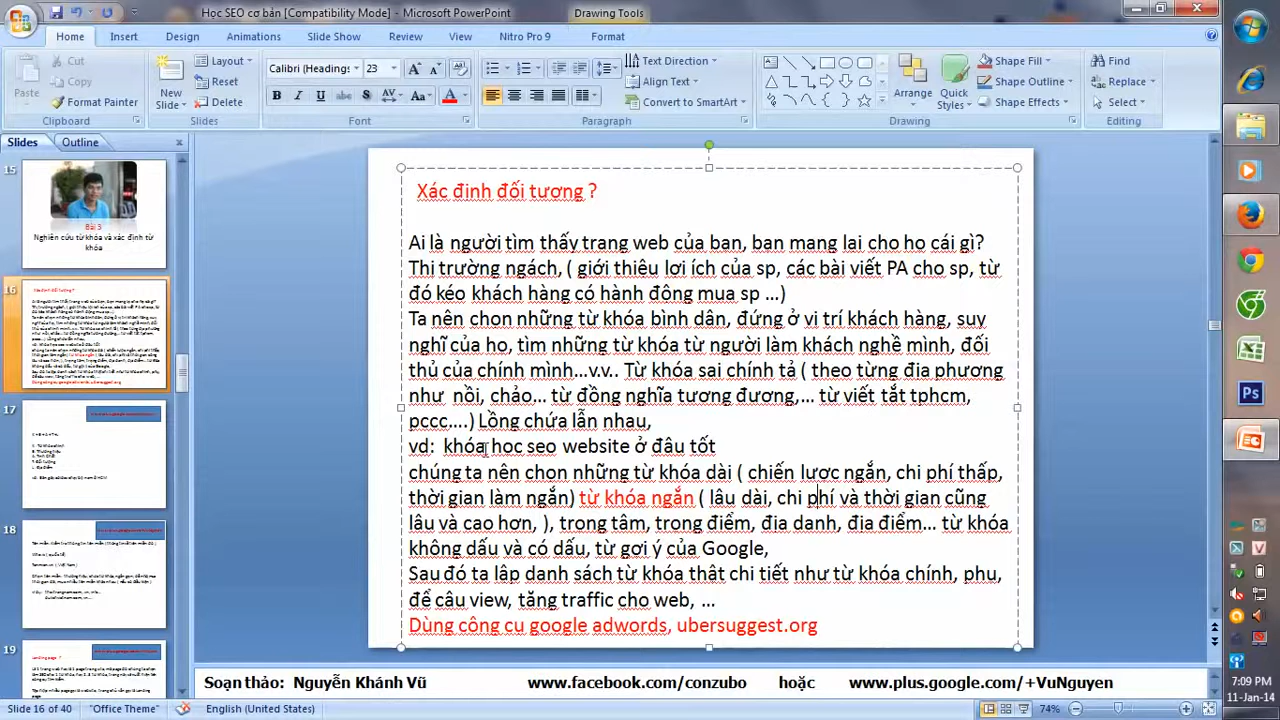 Học SEO cơ bản [Compatibility Mode] - Microsoft PowerPoint
Drawing Tools
Home Insert Design Animations Slide Show Review View Nitro Pro 9 Format
Cut
Copy
Format Painter
Paste
Clipboard
New Slide
Layout
Reset
Delete
Slides
Calibri (Headings) 23
Font
Text Direction
Align Text
Convert to SmartArt
Paragraph
Arrange
Quick Styles
Shape Fill
Shape Outline
Shape Effects
Drawing
Find
Replace
Select
Editing
Slides Outline
15
Bài 3
Nghiên cứu từ khóa và xác định từ khóa
16
17
18
19
Xác định đối tượng ?
Ai là người tìm thấy trang web của bạn, bạn mang lại cho họ cái gì?
Thị trường ngách, ( giới thiệu lợi ích của sp, các bài viết PA cho sp, từ
đó kéo khách hàng có hành động mua sp ...)
Ta nên chọn những từ khóa bình dân, đứng ở vị trí khách hàng, suy
nghĩ của họ, tìm những từ khóa từ người làm khách nghề mình, đối
thủ của chính mình...v.v.. Từ khóa sai chinh tả ( theo từng địa phương
như nồi, chảo... từ đồng nghĩa tương đương,... từ viết tắt tphcm,
pccc....) Lồng chứa lẫn nhau,
vd: khóa học seo website ở đâu tốt
chúng ta nên chọn những từ khóa dài ( chiến lược ngắn, chi phí thấp,
thời gian làm ngắn) từ khóa ngắn ( lâu dài, chi phí và thời gian cũng
lâu và cao hơn, ), trọng tâm, trọng điểm, địa danh, địa điểm... từ khóa
không dấu và có dấu, từ gợi ý của Google,
Sau đó ta lập danh sách từ khóa thật chi tiết như từ khóa chính, phụ,
để câu view, tăng traffic cho web, ...
Dùng công cụ google adwords, ubersuggest.org
Soạn thảo: Nguyễn Khánh Vũ www.facebook.com/conzubo hoặc www.plus.google.com/+VuNguyen
Slide 16 of 40 "Office Theme" English (United States) 74%
7:09 PM
11-Jan-14